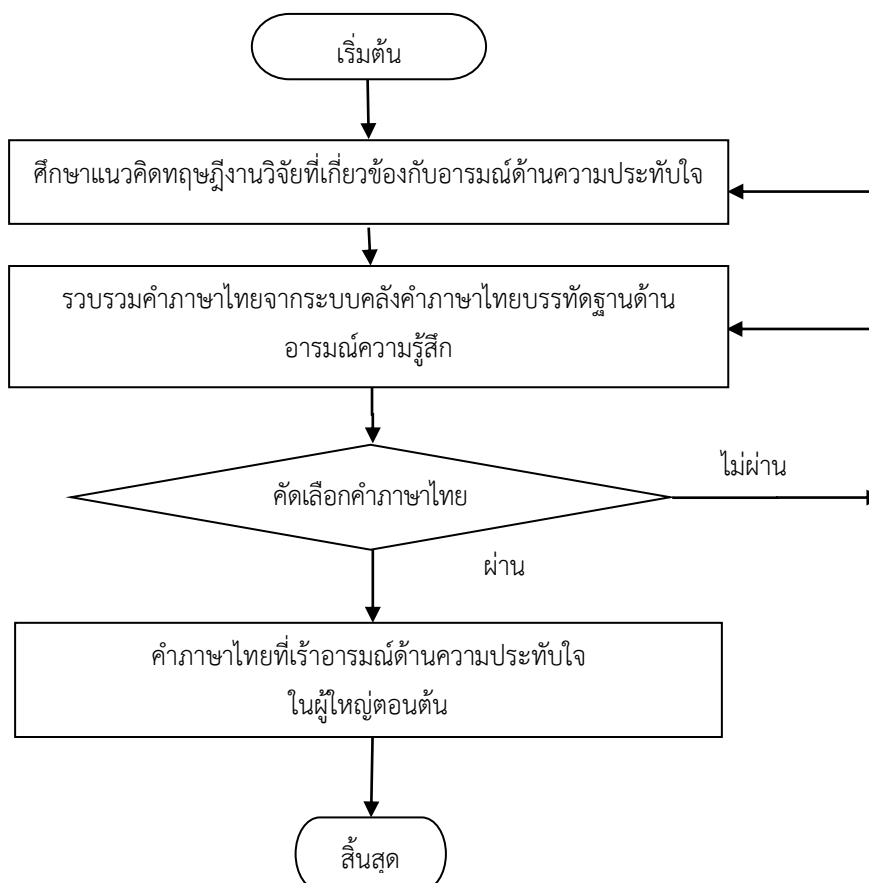 เริ่มต้น
ศึกษาแนวคิดทฤษฎีงานวิจัยที่เกี่ยวข้องกับอารมณ์ด้านความประทับใจ
รวบรวมคำภาษาไทยจากระบบคลังคำภาษาไทยบรรทัดฐานด้าน
อารมณ์ความรู้สึก
ไม่ผ่าน
คัดเลือกคำภาษาไทย
ผ่าน
คำภาษาไทยที่เร้าอารมณ์ด้านความประทับใจ
ในผู้ใหญ่ตอนต้น
สิ้นสุด